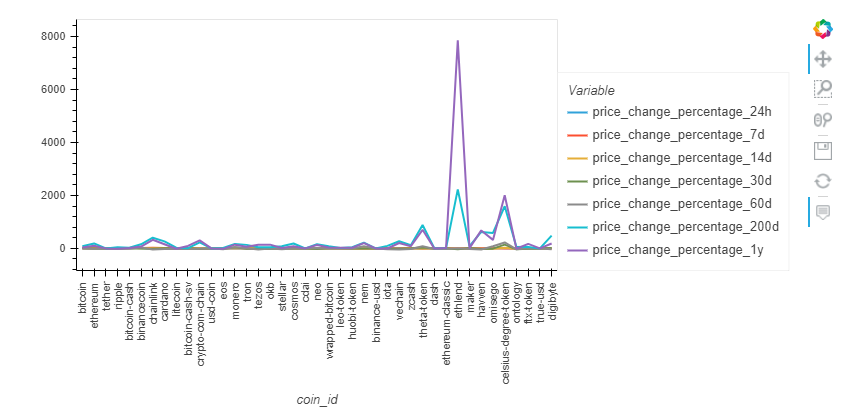 8000
6000
4000
2000
0
Variable
price_change_percentage_24h
price_change_percentage_7d
price_change_percentage_14d
price_change_percentage_30d
price_change_percentage_60d
price_change_percentage_200d
price_change_percentage_1y
bitcoin
ethereum
tether
ripple
bitcoin-cash
binancecoin
chainlink
cardano
litecoin
bitcoin-cash-sv
crypto-com-chain
usd-coin
eos
monero
tron
tezos
okb
stellar
cosmos
cdai
neo
wrapped-bitcoin
leo-token
huobi-token
nem
binance-usd
iota
vechain
zcash
theta-token
dash
ethereum-classic
ethlend
maker
havven
omisego
celsius-degree-token
ontology
ftx-token
true-usd
digibyte
coin_id